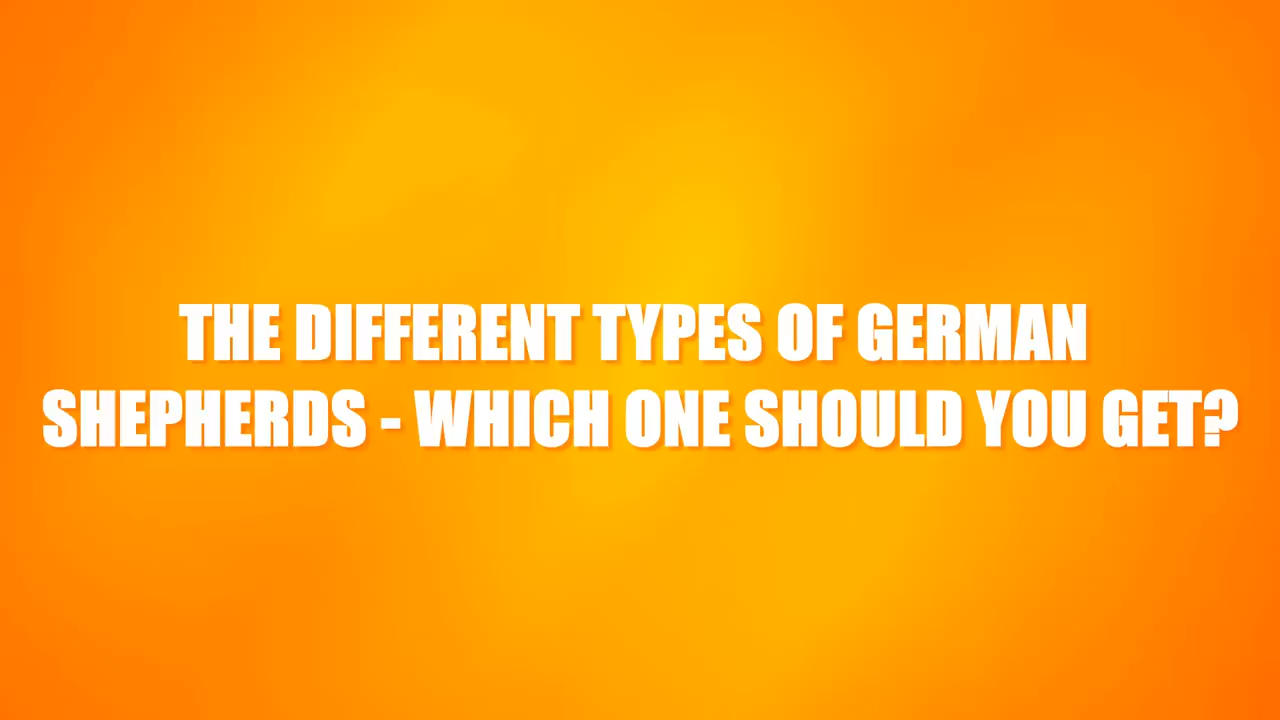 THE DIFFERENT TYPES OF GERMAN
SHEPHERDS - WHICH ONE SHOULD YOU GET?